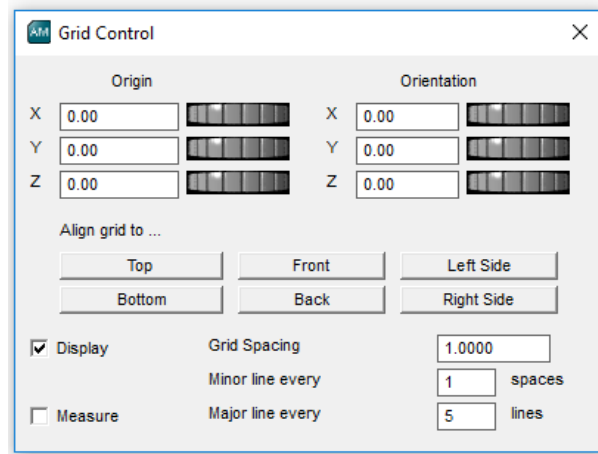 AM Grid Control
Origin Orientation
X 0.00 X 0.00
Y 0.00 Y 0.00
Z 0.00 Z 0.00
Align grid to ...
Top Front Left Side
Bottom Back Right Side
Display Grid Spacing 1.0000
Minor line every 1 spaces
Measure Major line every 5 lines